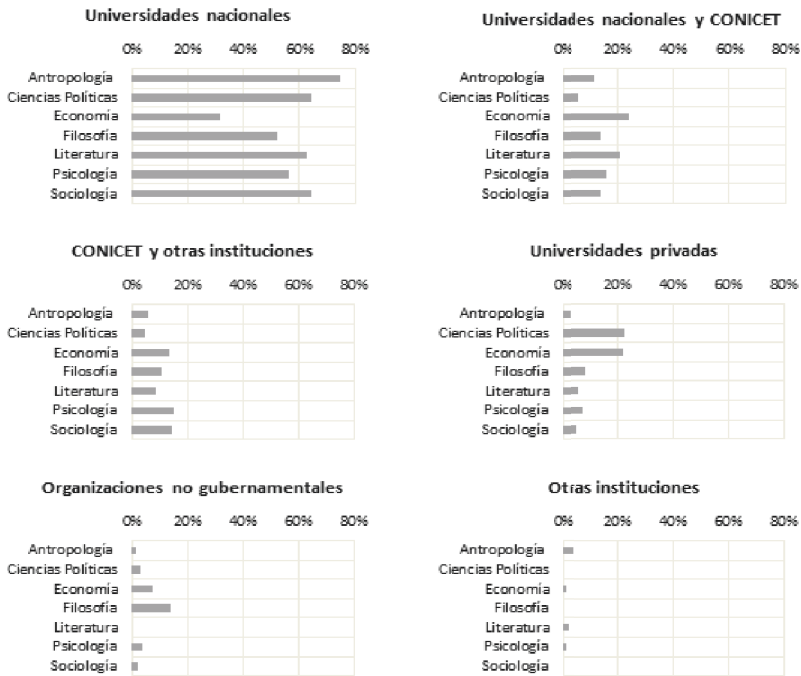 Universidades nacionales
0% 20% 40% 60% 80%
Antropología
Ciencias Políticas
Economía
Filosofía
Literatura
Psicología
Sociología
Universidades nacionales y CONICET
0% 20% 40% 60% 80%
Antropología
Ciencias Políticas
Economía
Filosofía
Literatura
Psicología
Sociología
CONICET y otras instituciones
0% 20% 40% 60% 80%
Antropología
Ciencias Políticas
Economía
Filosofía
Literatura
Psicología
Sociología
Universidades privadas
0% 20% 40% 60% 80%
Antropología
Ciencias Políticas
Economía
Filosofía
Literatura
Psicología
Sociología
Organizaciones no gubernamentales
0% 20% 40% 60% 80%
Antropología
Ciencias Políticas
Economía
Filosofía
Literatura
Psicología
Sociología
Otras instituciones
0% 20% 40% 60% 80%
Antropología
Ciencias Políticas
Economía
Filosofía
Literatura
Psicología
Sociología